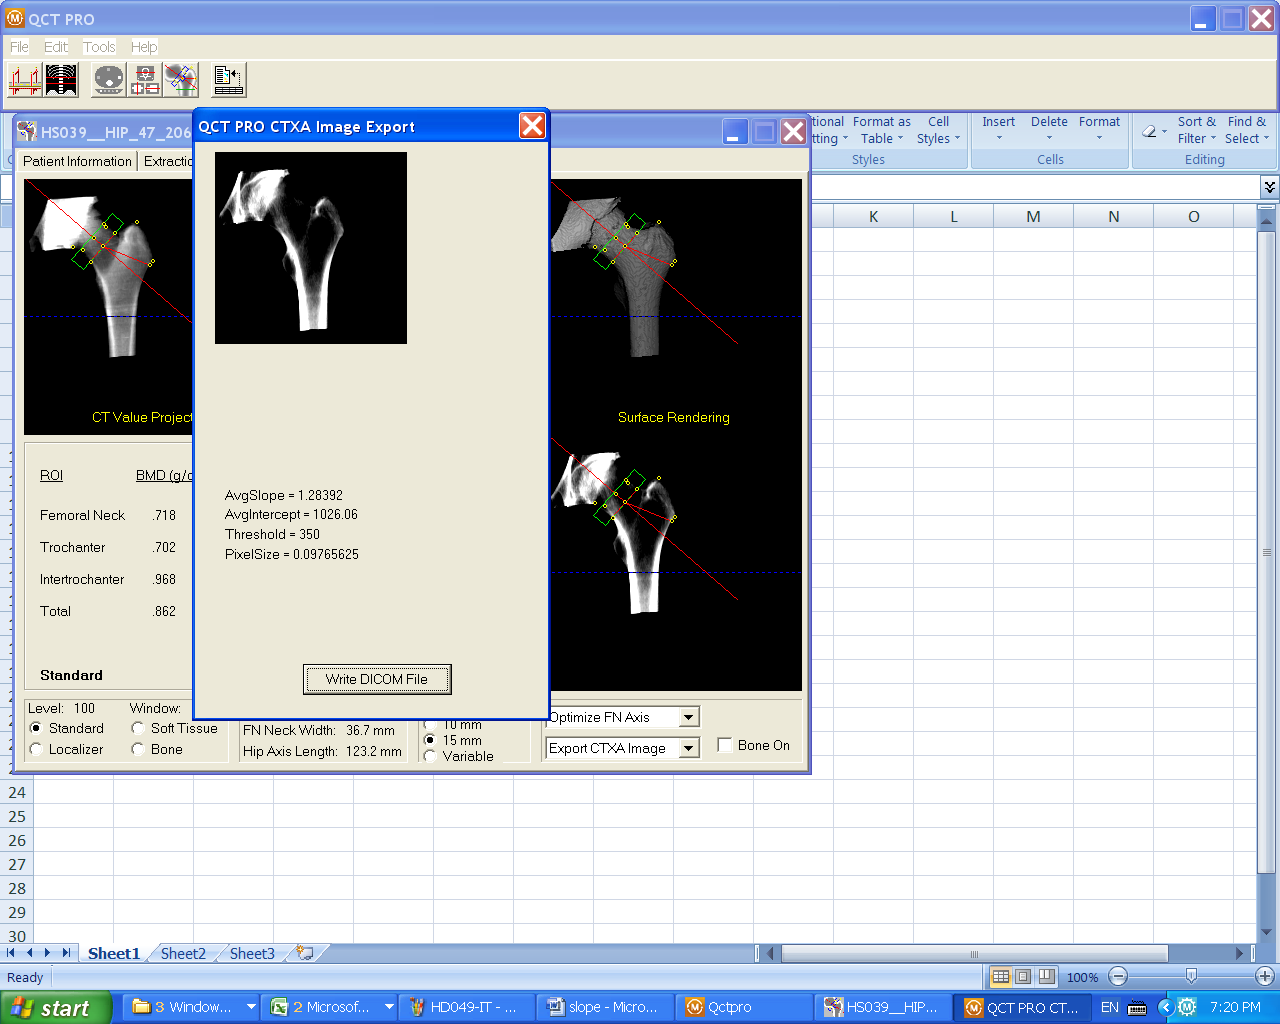 QCT PRO
File Edit Tools Help
QCT PRO CTXA Image Export
HS039__HIP_47_206
Patient Information
CT Value
Surface Rendering
ROI
BMD
Femoral Neck .718
Trochanter .702
Intertrochanter .968
Total .862
Standard
AvgSlope = 1.28392
AvgIntercept = 1026.06
Threshold = 350
PixelSize = 0.09765625
Write DICOM File
Level: 100 Window:
Standard Soft Tissue
Localizer Bone
FN Neck Width: 36.7 mm
Hip Axis Length: 123.2 mm
10 mm
15 mm
Variable
Optimize FN Axis
Export CTXA Image
Bone On
Format as Table
Cell Styles
Styles
Insert Delete Format
Cells
Sort & Filter
Find & Select
Editing
K L M N O
24
25
26
27
28
29
30
Sheet1 Sheet2 Sheet3
Ready
100%
start
3 Window...
2 Microsof...
HD049-IT - ...
slope - Micro...
Qctpro
HS039__HIP...
QCT PRO CT...
EN
7:20 PM